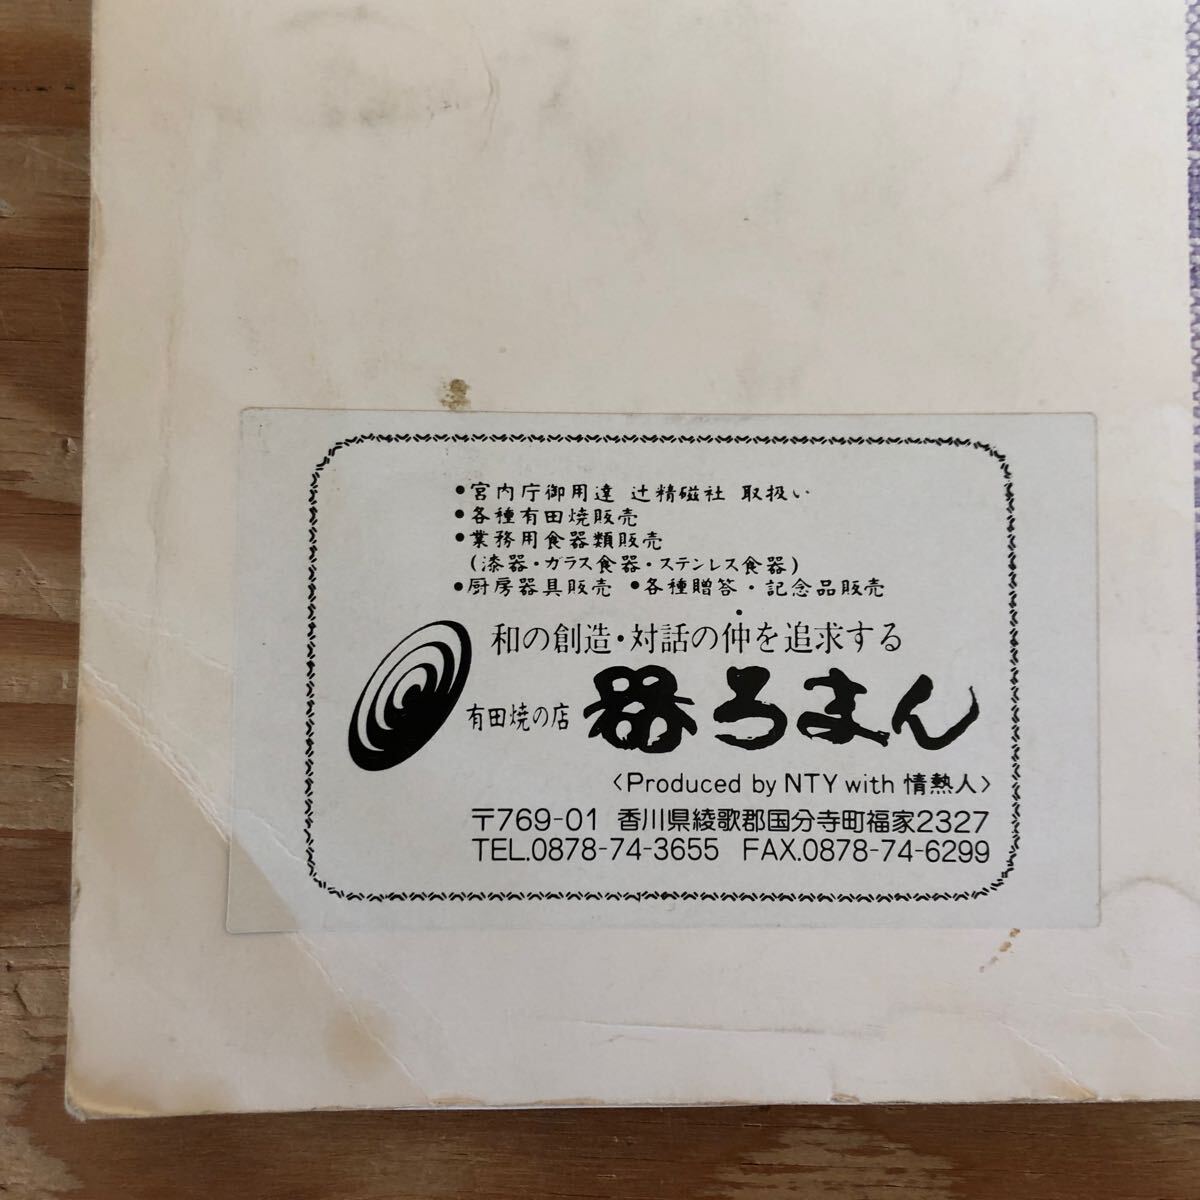 •宮内庁御用達 辻精磁社 取扱い
•各種有田焼販売
•業務用食器類販売
(漆器・ガラス食器・ステンレス食器)
•厨房器具販売 •各種贈答・記念品販売
和の創造・対話の仲を追求する
有田焼の店 器ろまん
〈Produced by NTY with 情熱人〉
〒769-01 香川県綾歌郡国分寺町福家2327
TEL.0878-74-3655 FAX.0878-74-6299